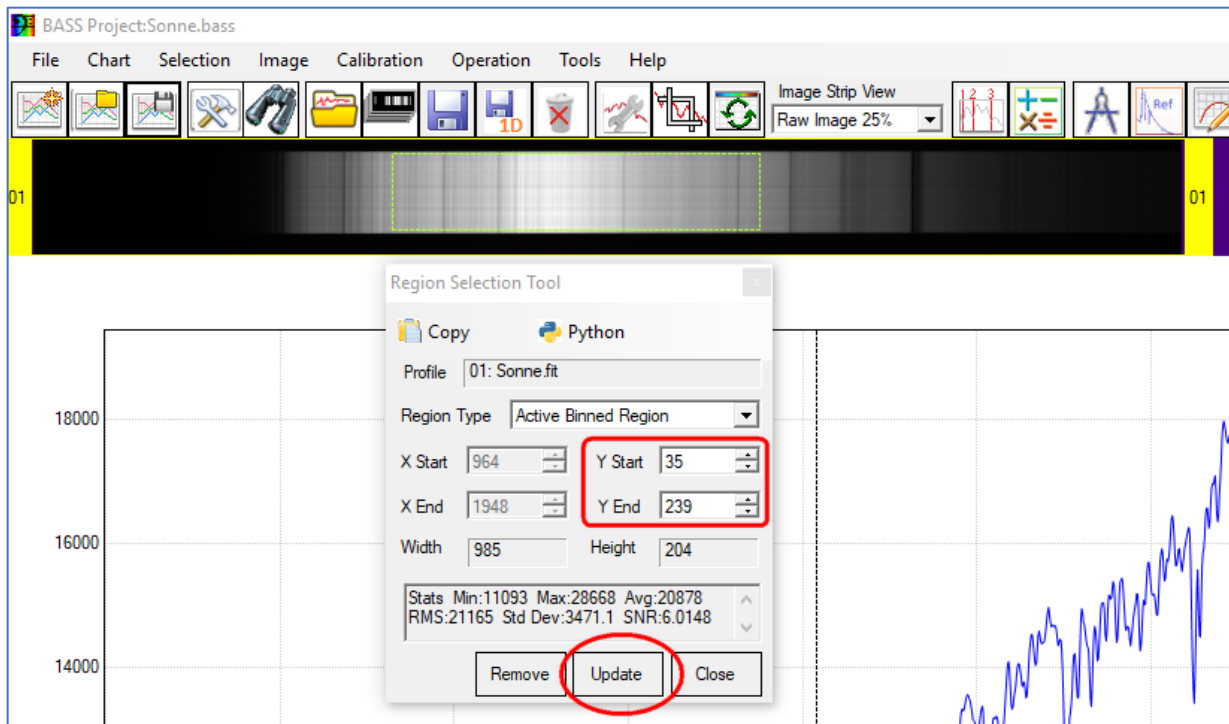 BASS Project:Sonne.bass
File Chart Selection Image Calibration Operation Tools Help
Image Strip View
1D
Raw Image 25%
1 2 3
Ref
01
01
Region Selection Tool
Copy Python
Profile 01: Sonne.fit
Region Type Active Binned Region
X Start 964 Y Start 35
X End 1948 Y End 239
Width 985 Height 204
Stats Min:11093 Max:28668 Avg:20878
RMS:21165 Std Dev:3471.1 SNR:6.0148
Remove Update Close
18000
16000
14000